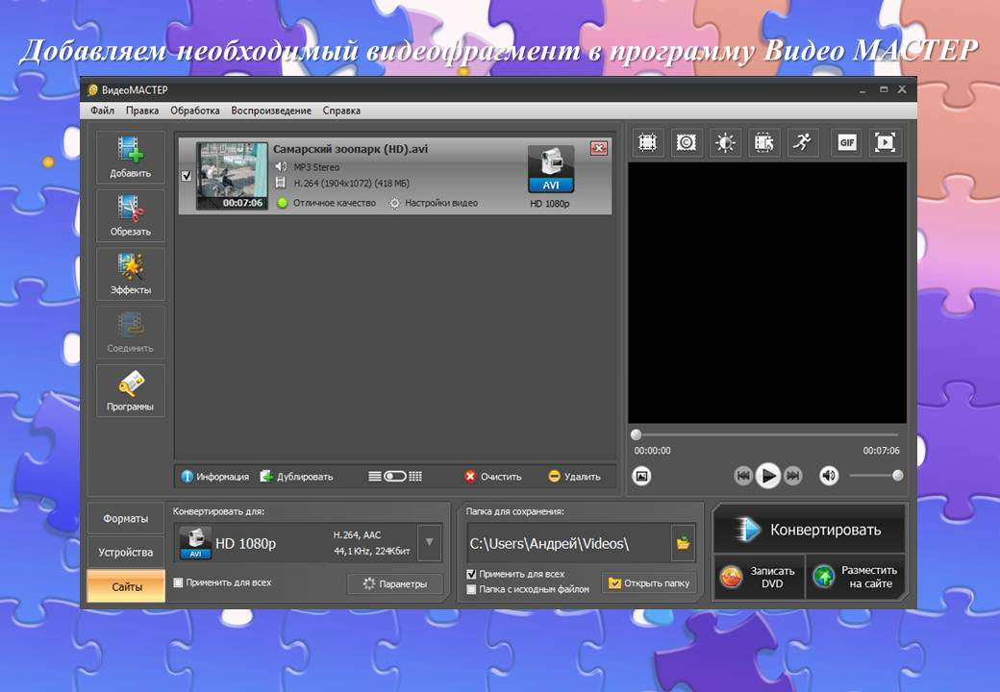 Добавляем необходимый видеофрагмент в программу Видео МАСТЕР
ВидеоМАСТЕР
Файл Правка Обработка Воспроизведение Справка
Добавить
Обрезать
Эффекты
Соединить
Программы
Самарский зоопарк (HD).avi
MP3 Stereo
H.264 (1904x1072) (418 МБ)
00:07:06
Отличное качество Настройки видео
AVI
HD 1080p
GIF
00:00:00 00:07:06
Информация Дублировать Очистить Удалить
Форматы
Устройства
Сайты
Конвертировать для:
AVI
HD 1080p
H.264, AAC
44,1 KHz, 224Кбит
Применить для всех
Параметры
Папка для сохранения:
C:\Users\Андрей\Videos\
Применить для всех
Папка с исходным файлом
Открыть папку
Конвертировать
Записать
DVD
Разместить
на сайте